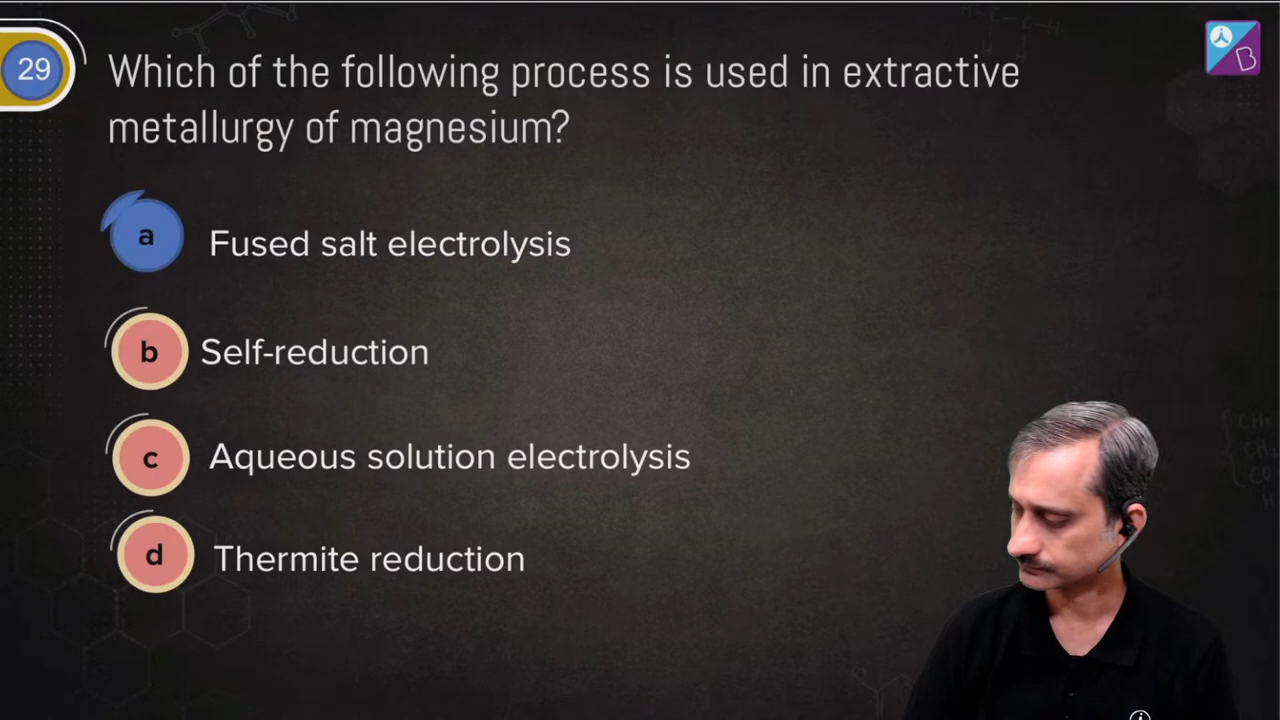 29
Which of the following process is used in extractive
metallurgy of magnesium?
a
Fused salt electrolysis
b
Self-reduction
c
Aqueous solution electrolysis
d
Thermite reduction
B